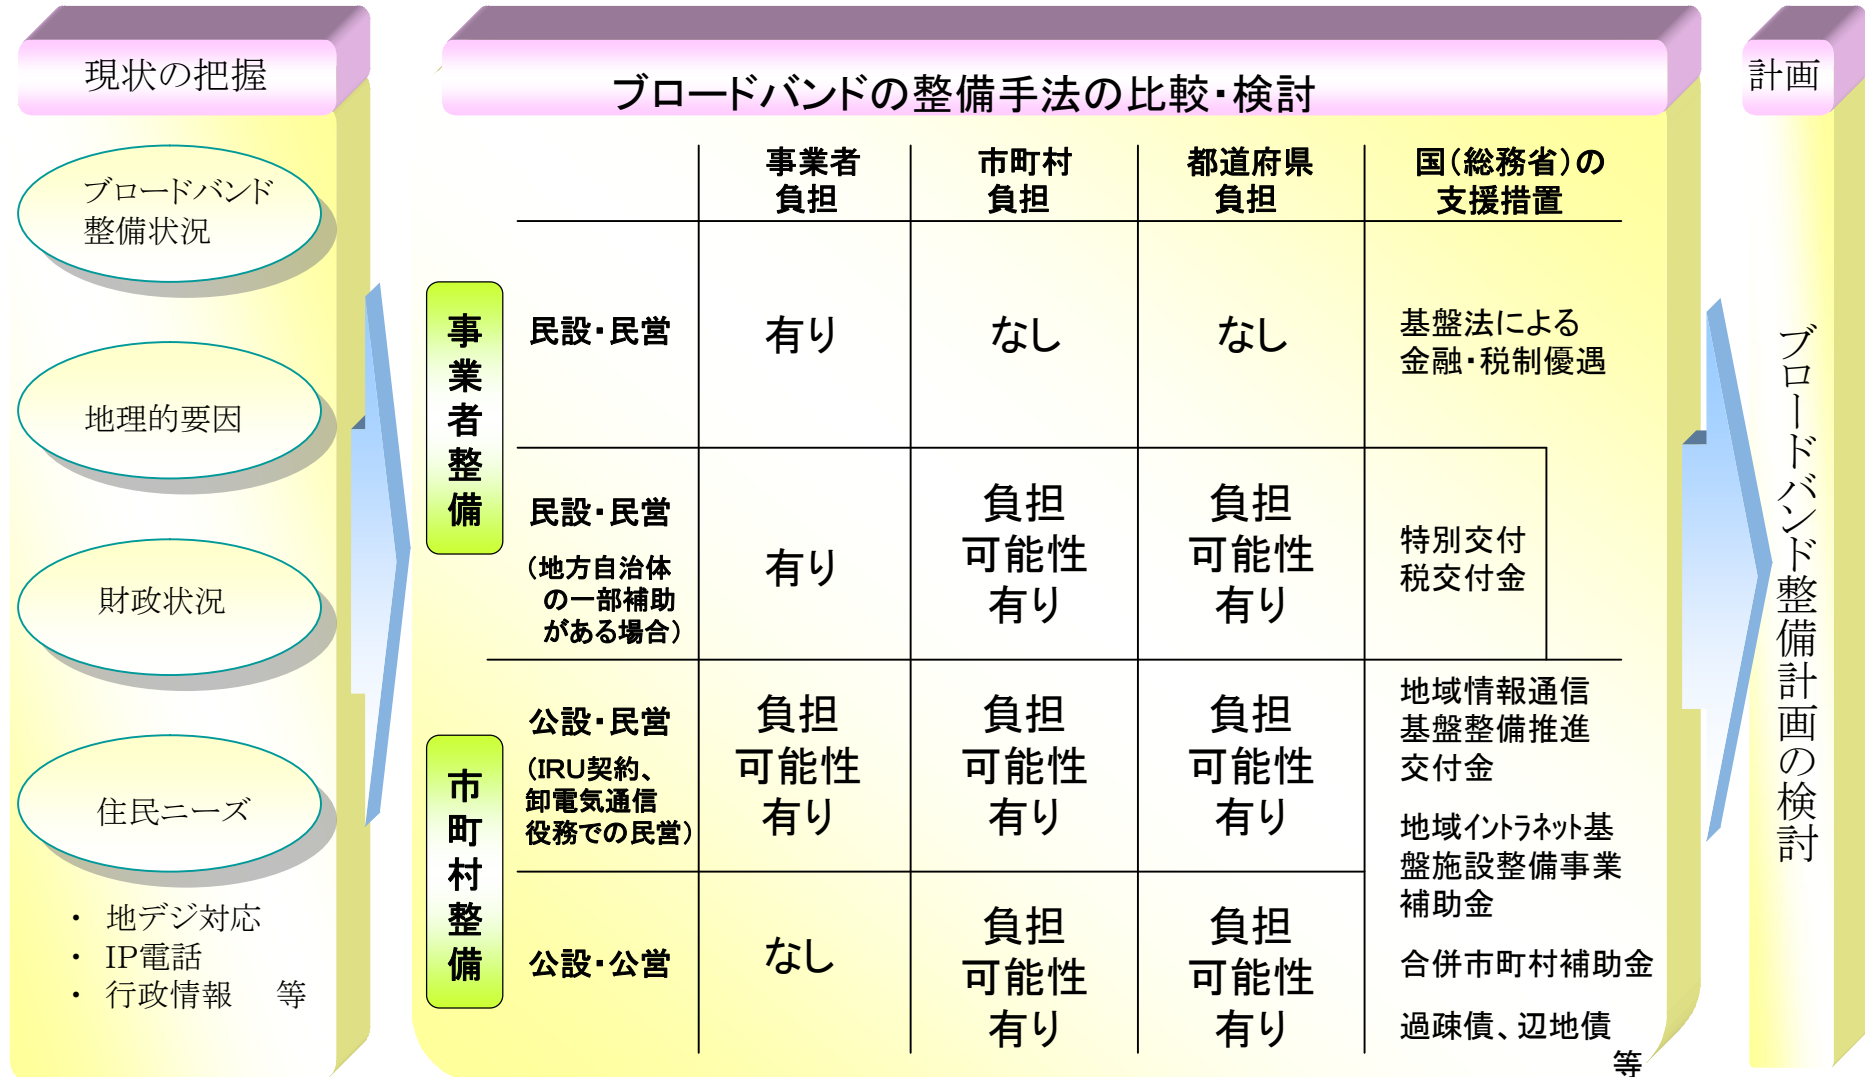 現状の把握
ブロードバンド
整備状況
地理的要因
財政状況
住民ニーズ
・ 地デジ対応
・ IP電話
・ 行政情報　等
ブロードバンドの整備手法の比較・検討
事業者
負担
市町村
負担
都道府県
負担
国(総務省)の
支援措置
事業者整備
民設・民営
有り
なし
なし
基盤法による
金融・税制優遇
民設・民営
(地方自治体
の一部補助
がある場合)
有り
負担
可能性
有り
負担
可能性
有り
特別交付
税交付金
市町村整備
公設・民営
(IRU契約、
卸電気通信
役務での民営)
負担
可能性
有り
負担
可能性
有り
負担
可能性
有り
地域情報通信
基盤整備推進
交付金
地域イントラネット基
盤施設整備事業
補助金
公設・公営
なし
負担
可能性
有り
負担
可能性
有り
合併市町村補助金
過疎債、辺地債
等
計画
ブロードバンド整備計画の検討